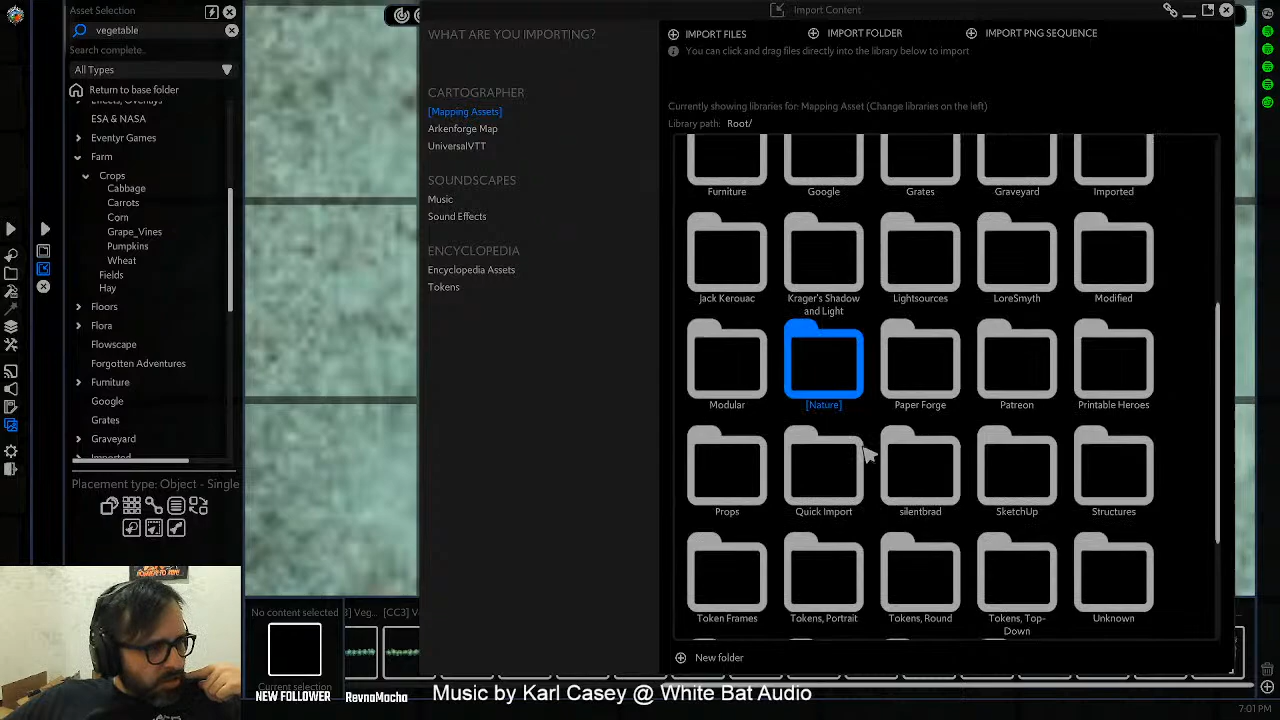 Asset Selection
vegetable
Search complete..
All Types
Return to base folder
Effects, Overlays
ESA & NASA
Eventyr Games
Farm
Crops
Cabbage
Carrots
Corn
Grape_Vines
Pumpkins
Wheat
Fields
Hay
Floors
Flora
Flowscape
Forgotten Adventures
Furniture
Google
Grates
Graveyard
Imported
Placement type: Object - Single
No content selected
Current selection
NEW FOLLOWER
RevnoMocha
Import Content
WHAT ARE YOU IMPORTING?
CARTOGRAPHER
[Mapping Assets]
Arkenforge Map
UniversalVTT
SOUNDSCAPES
Music
Sound Effects
ENCYCLOPEDIA
Encyclopedia Assets
Tokens
IMPORT FILES
IMPORT FOLDER
IMPORT PNG SEQUENCE
You can click and drag files directly into the library below to import
Currently showing libraries for: Mapping Asset (Change libraries on the left)
Library path: Root/
Furniture
Google
Grates
Graveyard
Imported
Jack Kerouac
Krager's Shadow and Light
Lightsources
LoreSmyth
Modified
Modular
[Nature]
Paper Forge
Patreon
Printable Heroes
Props
Quick Import
silentbrad
SketchUp
Structures
Token Frames
Tokens, Portrait
Tokens, Round
Tokens, Top-Down
Unknown
New folder
Music by Karl Casey @ White Bat Audio
7:01 PM